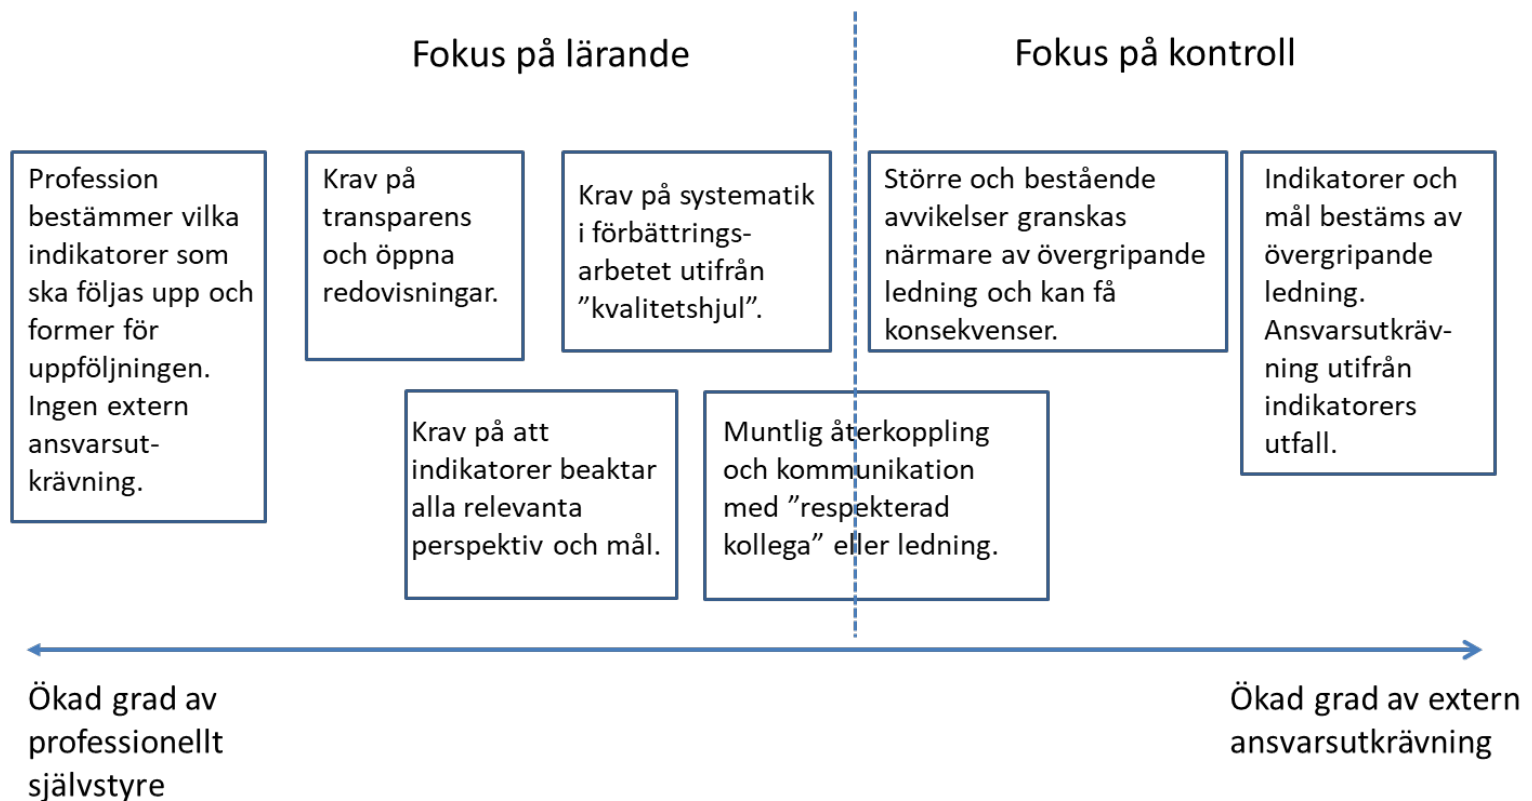 Fokus på lärande
Fokus på kontroll
Profession
bestämmer vilka
indikatorer som
ska följas upp och
former för
uppföljningen.
Ingen extern
ansvarsut-
krävning.
Krav på
transparens
och öppna
redovisningar.
Krav på systematik
i förbättrings-
arbetet utifrån
”kvalitetshjul”.
Större och bestående
avvikelser granskas
närmare av övergripande
ledning och kan få
konsekvenser.
Indikatorer och
mål bestäms av
övergripande
ledning.
Ansvarsutkräv-
ning utifrån
indikatorers
utfall.
Krav på att
indikatorer beaktar
alla relevanta
perspektiv och mål.
Muntlig återkoppling
och kommunikation
med ”respekterad
kollega” eller ledning.
Ökad grad av
professionellt
självstyre
Ökad grad av extern
ansvarsutkrävning